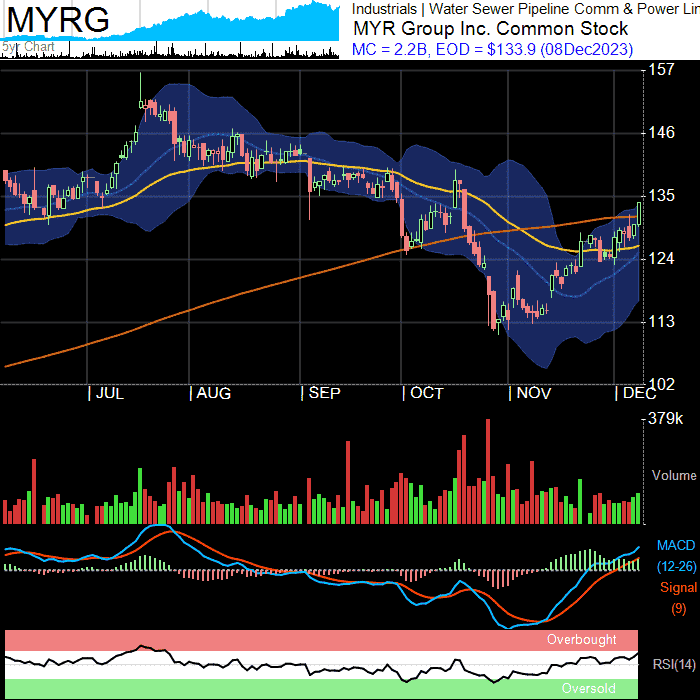 MYRG
5yr Chart
Industrials | Water Sewer Pipeline Comm & Power Lin
MYR Group Inc. Common Stock
MC = 2.2B, EOD = $133.9 (08Dec2023)
157
146
135
124
113
102
| JUL | AUG | SEP | OCT | NOV | DEC
379k
Volume
MACD
(12-26)
Signal
(9)
Overbought
RSI(14)
Oversold